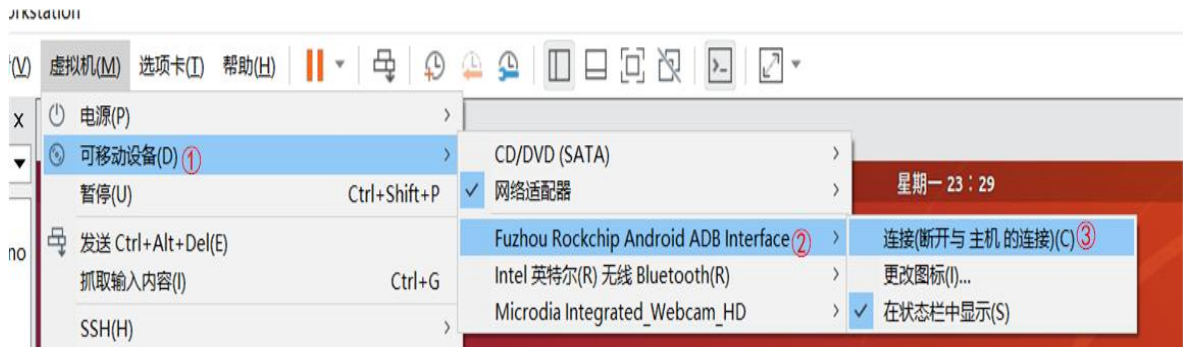 (V) 虚拟机(M) 选项卡(T) 帮助(H)
X
电源(P)
可移动设备(D) ①
CD/DVD (SATA)
暂停(U) Ctrl+Shift+P
网络适配器
星期一 23：29
no
发送 Ctrl+Alt+Del(E)
Fuzhou Rockchip Android ADB Interface ②
连接(断开与 主机 的连接)(C) ③
抓取输入内容(I) Ctrl+G
Intel 英特尔(R) 无线 Bluetooth(R)
更改图标(I)...
SSH(H)
Microdia Integrated_Webcam_HD
在状态栏中显示(S)